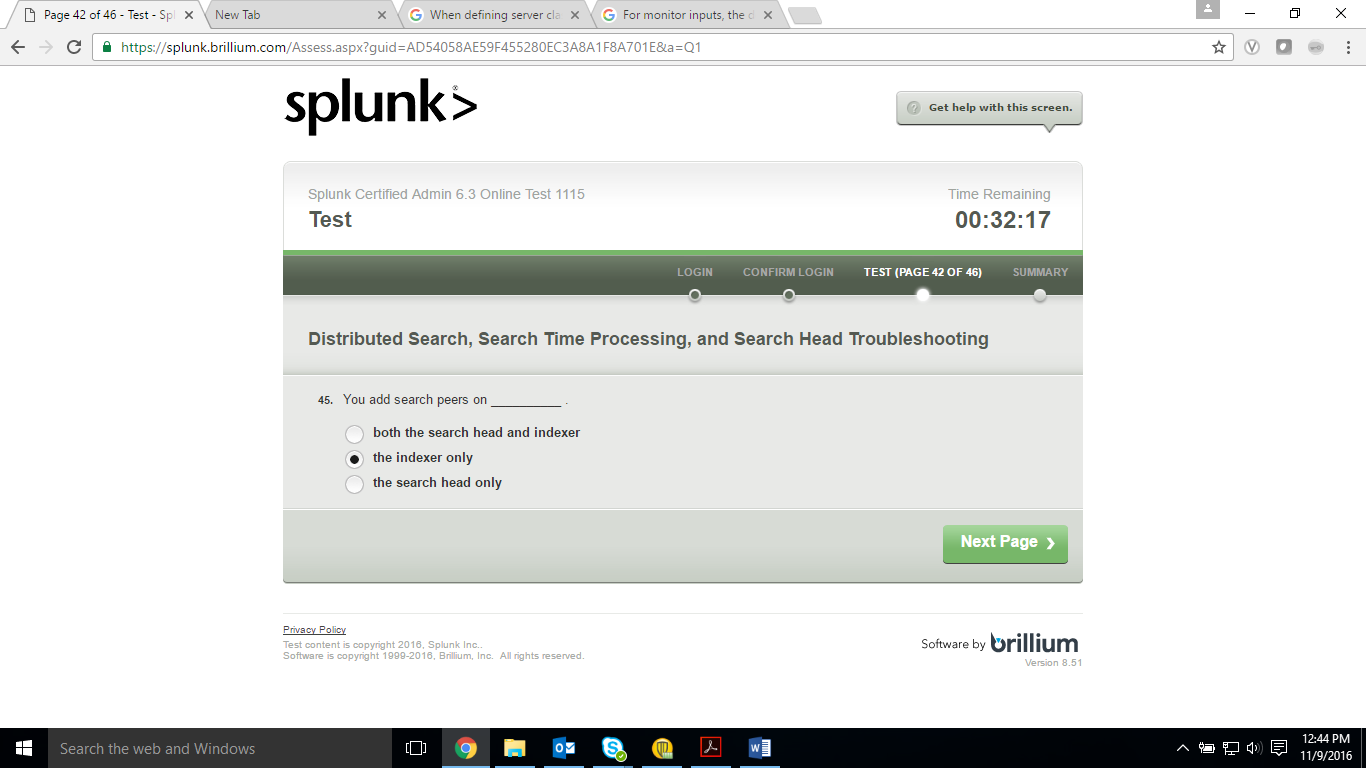 Page 42 of 46 - Test - Spl
New Tab
When defining server cla
For monitor inputs, the d
https://splunk.brillium.com/Assess.aspx?guid=AD54058AE59F455280EC3A8A1F8A701E&a=Q1
splunk>
Get help with this screen.
Splunk Certified Admin 6.3 Online Test 1115
Time Remaining
Test
00:32:17
LOGIN
CONFIRM LOGIN
TEST (PAGE 42 OF 46)
SUMMARY
Distributed Search, Search Time Processing, and Search Head Troubleshooting
45. You add search peers on __________ .
both the search head and indexer
the indexer only
the search head only
Next Page
Privacy Policy
Test content is copyright 2016, Splunk Inc..
Software is copyright 1999-2016, Brillium, Inc. All rights reserved.
Software by brillium
Version 8.51
Search the web and Windows
12:44 PM
11/9/2016